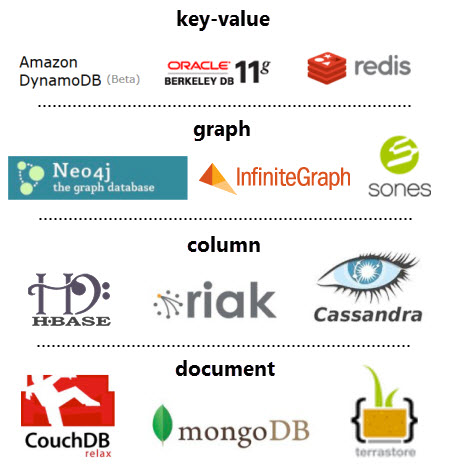 key-value
Amazon
DynamoDB (Beta)
ORACLE
BERKELEY DB 11g
redis
graph
Neo4j
the graph database
InfiniteGraph
sones
column
H·BASE
riak
Cassandra
document
CouchDB
relax
mongoDB
terrastore